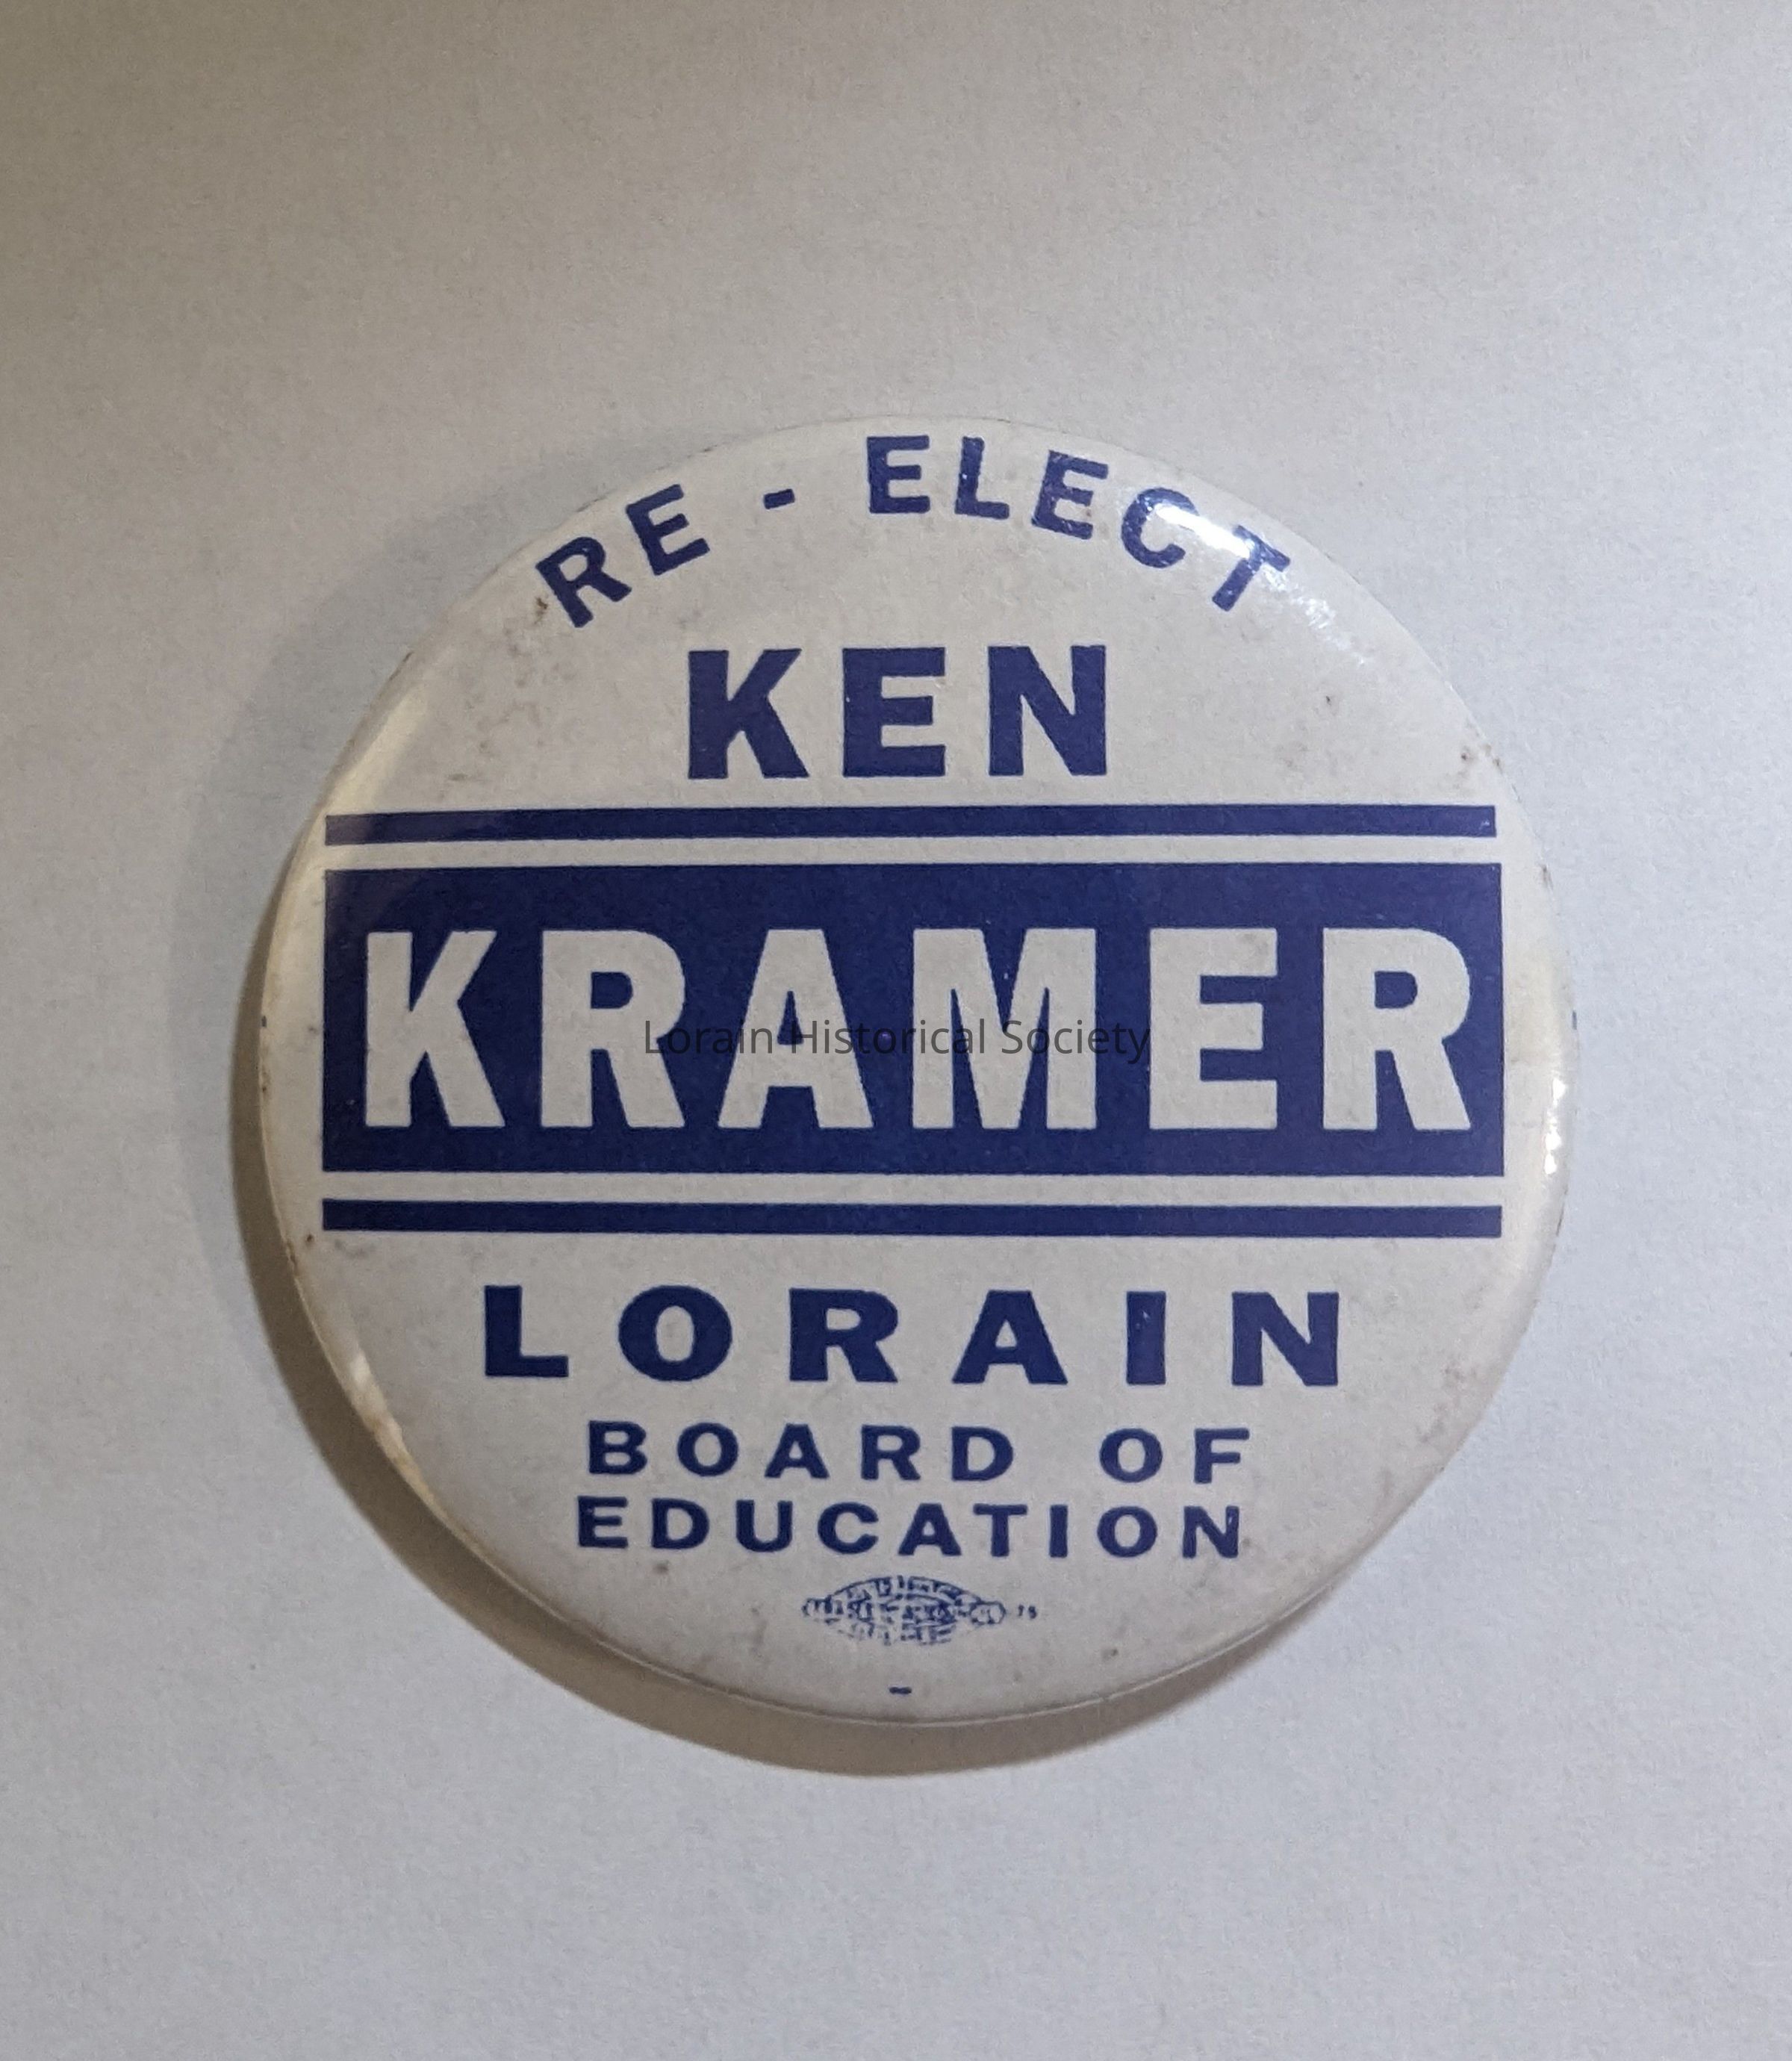 RE - ELECT
KEN
KRAMER
Lorain Historical Society
LORAIN
BOARD OF
EDUCATION